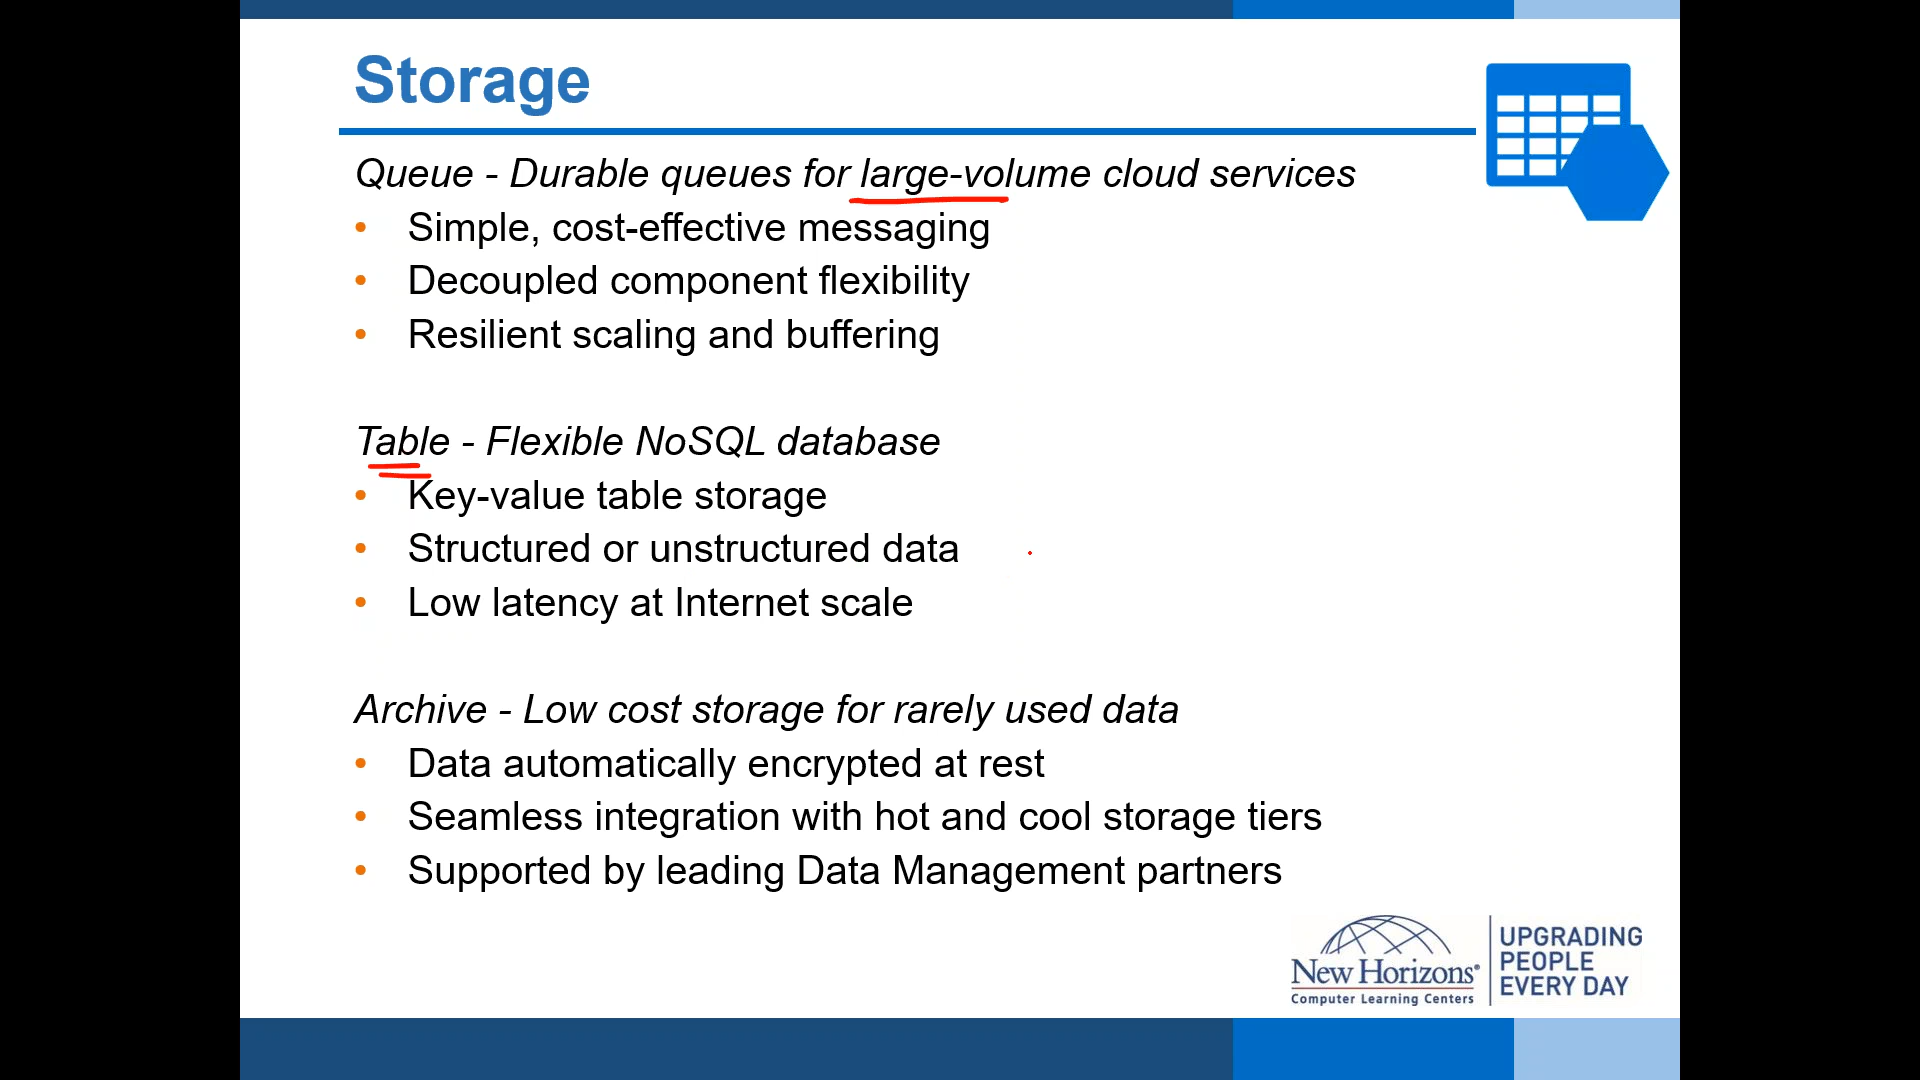 Storage
Queue - Durable queues for large-volume cloud services
• Simple, cost-effective messaging
• Decoupled component flexibility
• Resilient scaling and buffering
Table - Flexible NoSQL database
• Key-value table storage
• Structured or unstructured data
• Low latency at Internet scale
Archive - Low cost storage for rarely used data
• Data automatically encrypted at rest
• Seamless integration with hot and cool storage tiers
• Supported by leading Data Management partners
New Horizons®
Computer Learning Centers
UPGRADING
PEOPLE
EVERY DAY